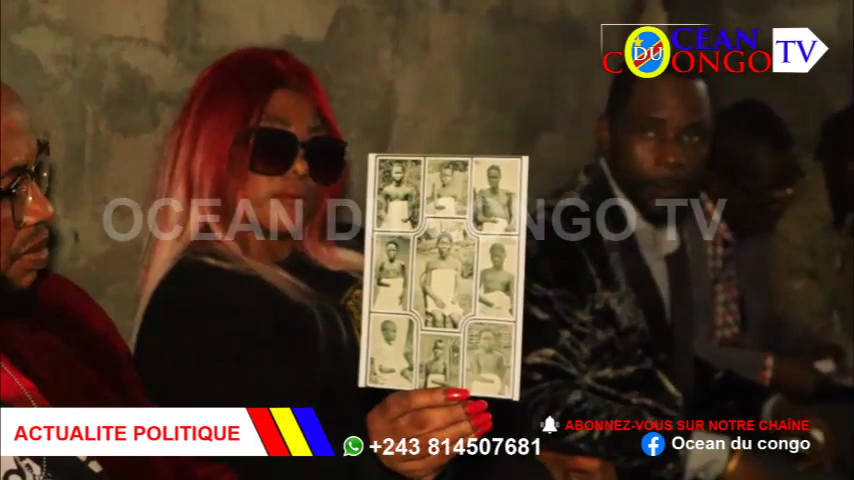 OCEAN
DU
CONGO TV
OCEAN DU CONGO TV
ACTUALITE POLITIQUE
+243 814507681
ABONNEZ-VOUS SUR NOTRE CHAÎNE
Ocean du congo